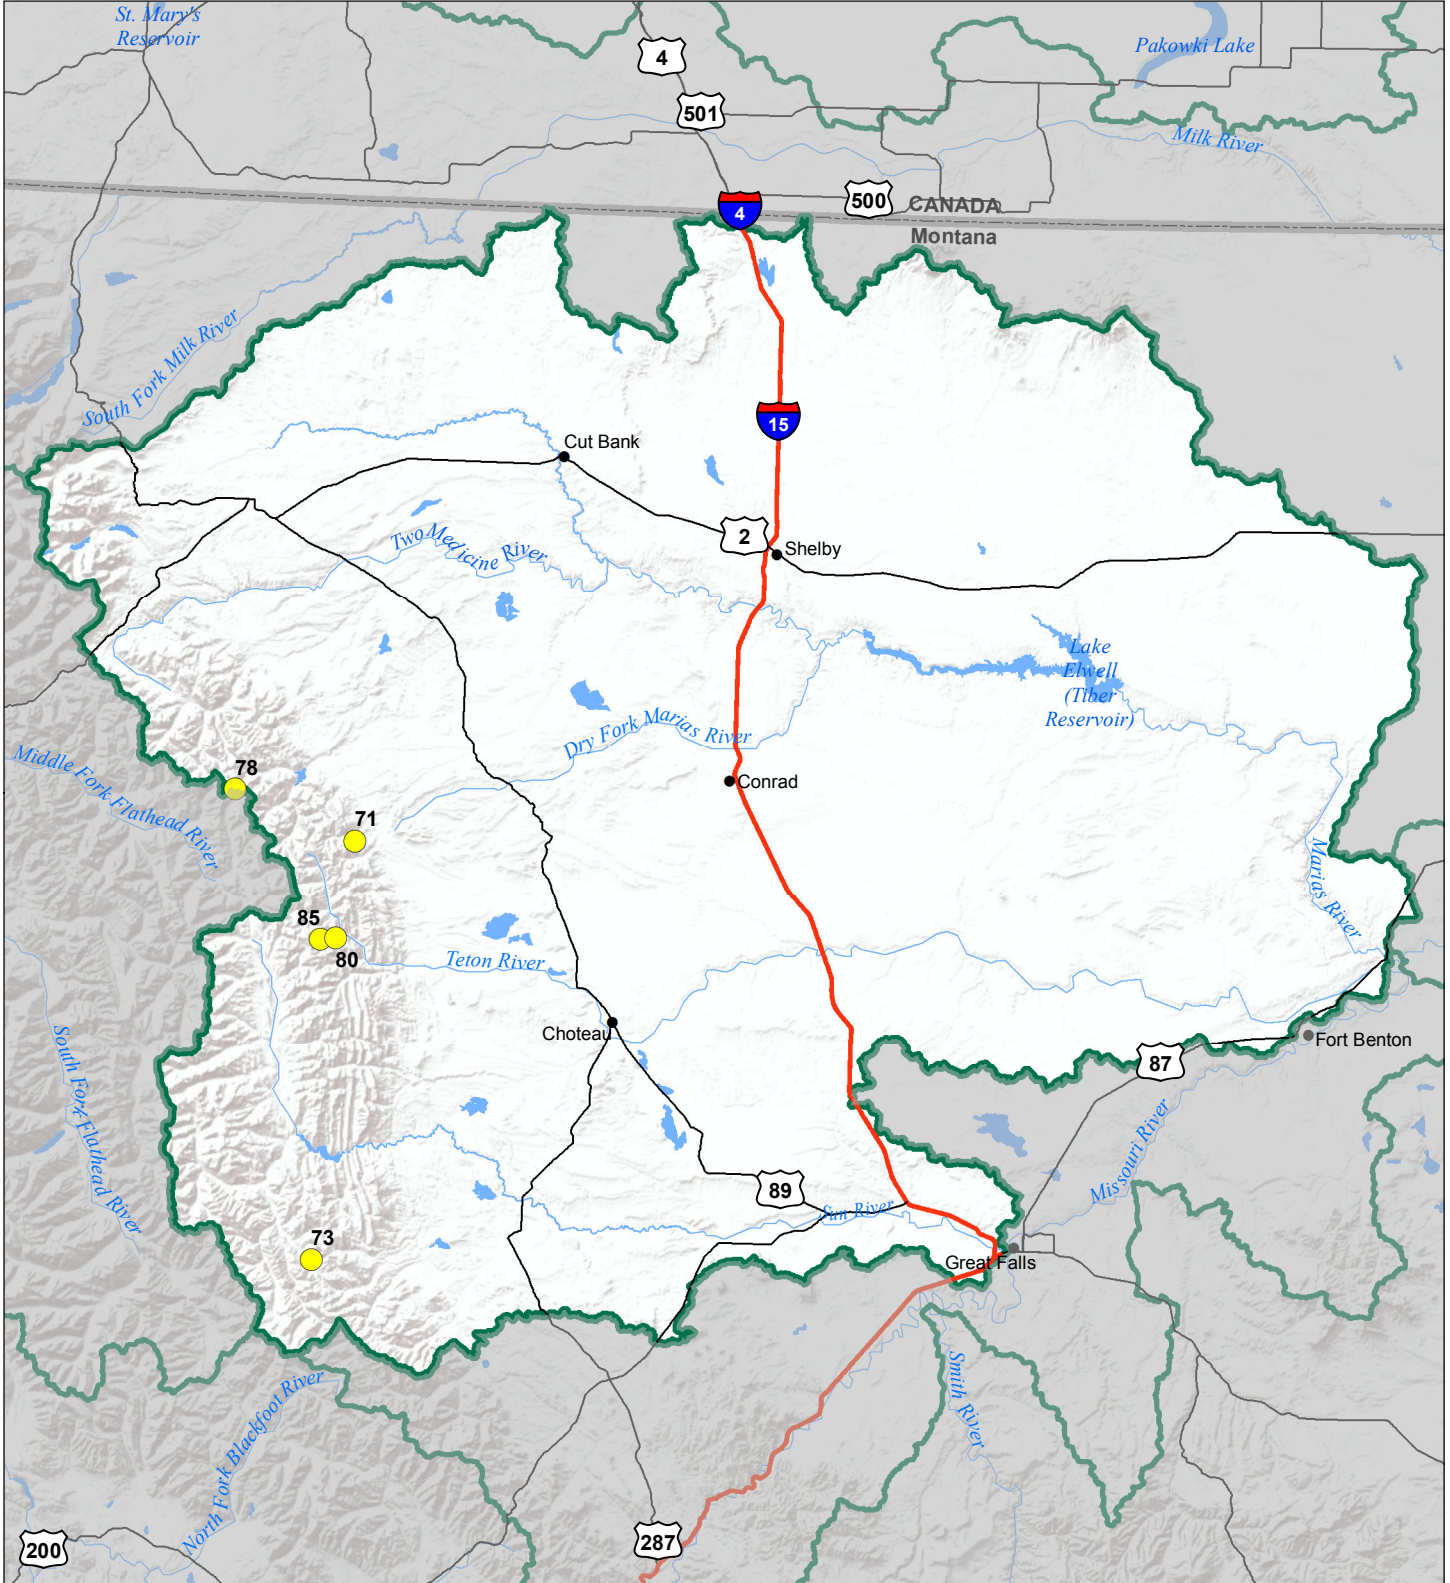 St. Mary's
Reservoir
4
Pakowki Lake
501
Milk River
500
CANADA
4
Montana
South Fork Milk River
15
Cut Bank
2
Shelby
Two Medicine River
Lake
Elwell
(Tiber
Reservoir)
Dry Fork Marias River
Middle Fork Flathead River
78
Conrad
71
Marias River
85
80
Teton River
Choteau
Fort Benton
87
South Fork Flathead River
Missouri River
89
Sun River
73
Great Falls
Smith River
North Fork Blackfoot River
200
287